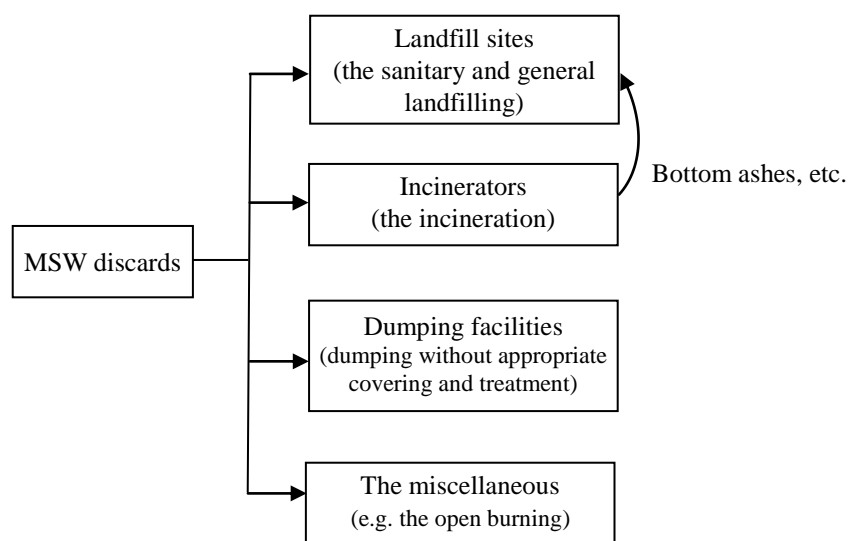 Landfill sites
(the sanitary and general
landfilling)
Bottom ashes, etc.
Incinerators
(the incineration)
MSW discards
Dumping facilities
(dumping without appropriate
covering and treatment)
The miscellaneous
(e.g. the open burning)